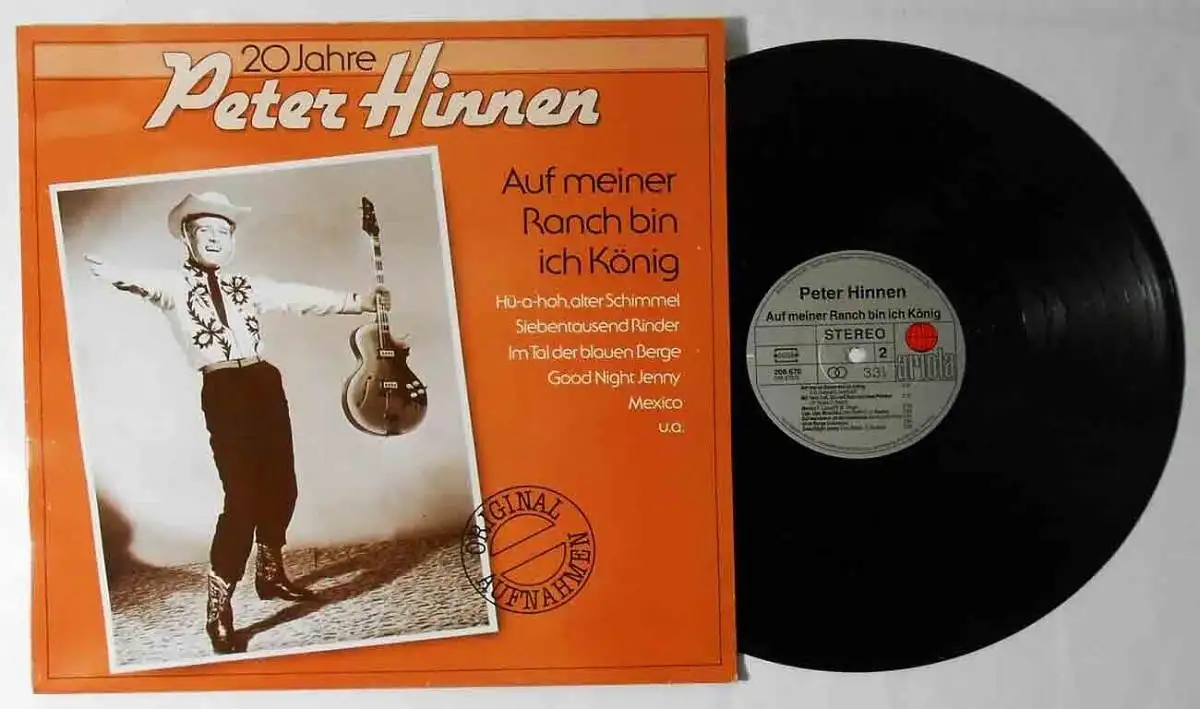 20 Jahre
Peter Hinnen
Auf meiner
Ranch bin
ich König
Hü-a-hoh, alter Schimmel
Siebentausend Rinder
Im Tal der blauen Berge
Good Night Jenny
Mexico
u.a.
ORIGINAL
AUFNAHMEN
Peter Hinnen
Auf meiner Ranch bin ich König
STEREO
2
ariola
33